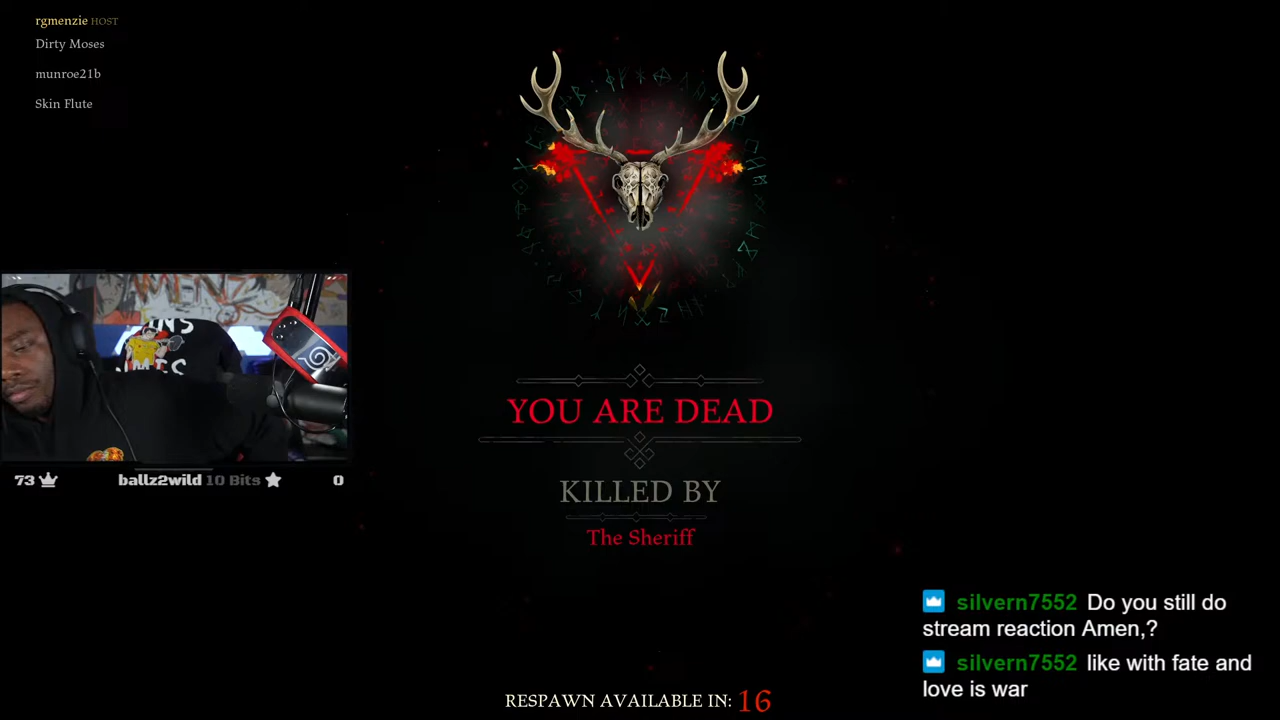 rgmenzie HOST
Dirty Moses
munroe21b
Skin Flute
YOU ARE DEAD
KILLED BY
The Sheriff
73
ballz2wild 10 Bits
0
silvern7552 Do you still do
stream reaction Amen,?
silvern7552 like with fate and
love is war
RESPAWN AVAILABLE IN: 16